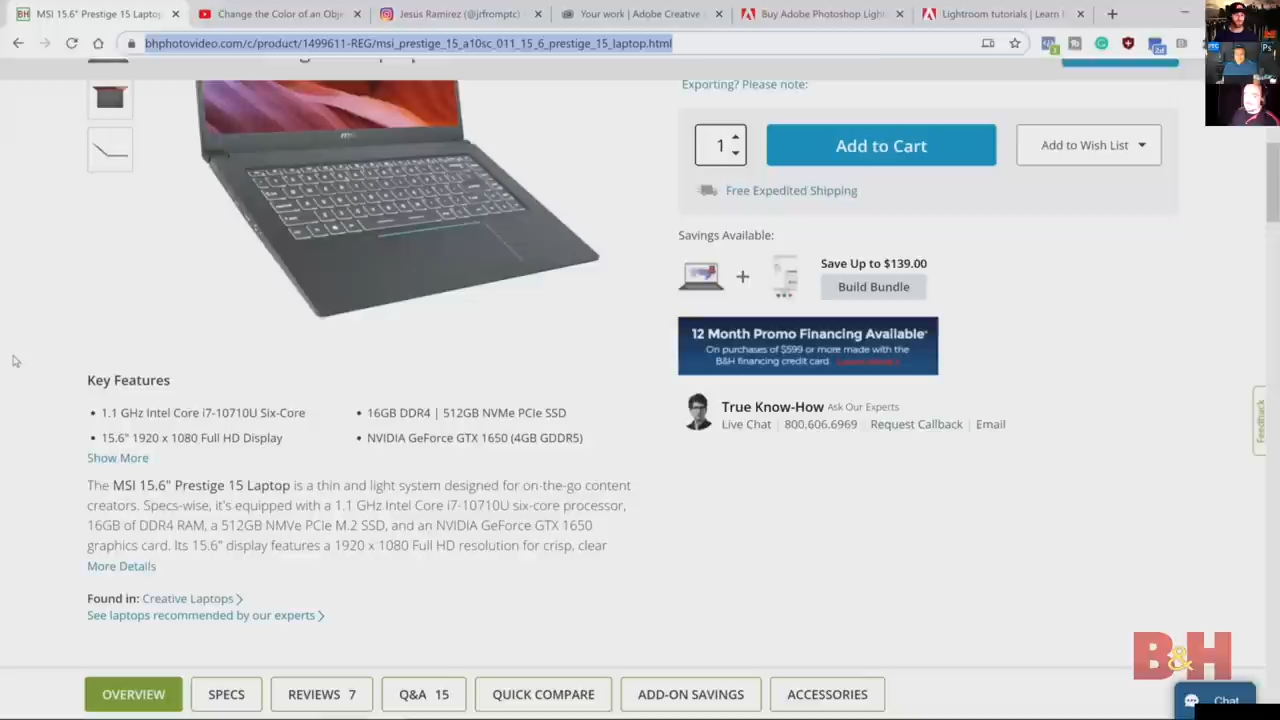 MSI 15.6" Prestige 15 Lapto
Change the Color of an Obj
Jesus Ramirez (@jrfromptc)
Your work | Adobe Creative
Buy Adobe Photoshop Ligh
Lightroom tutorials | Learn
bhphotovideo.com/c/product/1499611-REG/msi_prestige_15_a10sc_011_15_6_prestige_15_laptop.html
PTC
Ps
Exporting? Please note:
1
Add to Cart
Add to Wish List
Free Expedited Shipping
Savings Available:
Save Up to $139.00
Build Bundle
12 Month Promo Financing Available*
On purchases of $599 or more made with the
B&H financing credit card
True Know-How Ask Our Experts
Live Chat | 800.606.6969 | Request Callback | Email
Feedback
msi
Key Features
• 1.1 GHz Intel Core i7-10710U Six-Core
• 16GB DDR4 | 512GB NVMe PCIe SSD
• 15.6" 1920 x 1080 Full HD Display
• NVIDIA GeForce GTX 1650 (4GB GDDR5)
Show More
The MSI 15.6" Prestige 15 Laptop is a thin and light system designed for on-the-go content
creators. Specs-wise, it's equipped with a 1.1 GHz Intel Core i7-10710U six-core processor,
16GB of DDR4 RAM, a 512GB NMVe PCIe M.2 SSD, and an NVIDIA GeForce GTX 1650
graphics card. Its 15.6" display features a 1920 x 1080 Full HD resolution for crisp, clear
More Details
Found in: Creative Laptops
See laptops recommended by our experts
B&H
OVERVIEW
SPECS
REVIEWS 7
Q&A 15
QUICK COMPARE
ADD-ON SAVINGS
ACCESSORIES
Chat